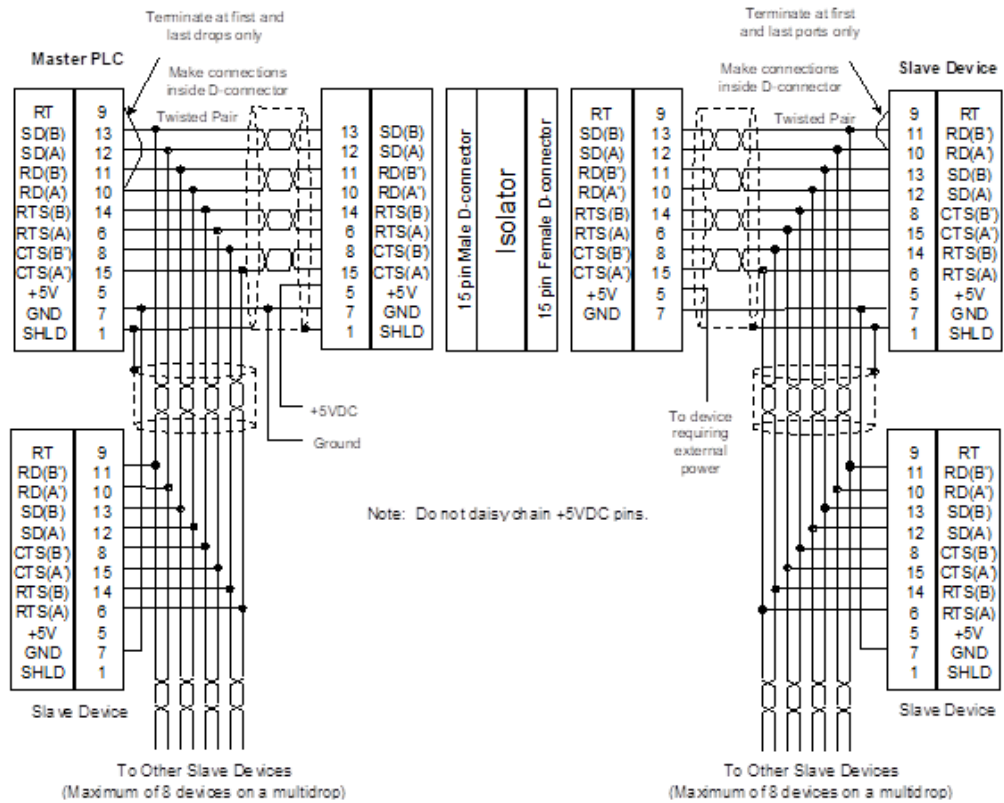 Terminate at first and
last drops only
Master PLC
Make connections
inside D-connector
Twisted Pair
RT 9
SD(B) 13
SD(A) 12
RD(B') 11
RD(A') 10
RTS(B) 14
RTS(A) 6
CTS(B') 8
CTS(A') 15
+5V 5
GND 7
SHLD 1
13 SD(B)
12 SD(A)
11 RD(B')
10 RD(A')
14 RTS(B)
6 RTS(A)
8 CTS(B')
15 CTS(A')
5 +5V
7 GND
1 SHLD
15 pin Male D-connector
Isolator
15 pin Female D-connector
Terminate at first
and last ports only
Make connections
inside D-connector
Slave Device
Twisted Pair
RT 9
SD(B) 13
SD(A) 12
RD(B') 11
RD(A') 10
RTS(B) 14
RTS(A) 6
CTS(B') 8
CTS(A') 15
+5V 5
GND 7
9 RT
11 RD(B')
10 RD(A')
13 SD(B)
12 SD(A)
8 CTS(B')
15 CTS(A')
14 RTS(B)
6 RTS(A)
5 +5V
7 GND
1 SHLD
+5VDC
Ground
To device
requiring
external
power
Note: Do not daisy chain +5VDC pins.
RT 9
RD(B') 11
RD(A') 10
SD(B) 13
SD(A) 12
CTS(B') 8
CTS(A') 15
RTS(B) 14
RTS(A) 6
+5V 5
GND 7
SHLD 1
Slave Device
9 RT
11 RD(B')
10 RD(A')
13 SD(B)
12 SD(A)
8 CTS(B')
15 CTS(A')
14 RTS(B)
6 RTS(A)
5 +5V
7 GND
1 SHLD
Slave Device
To Other Slave Devices
(Maximum of 8 devices on a multidrop)
To Other Slave Devices
(Maximum of 8 devices on a multidrop)